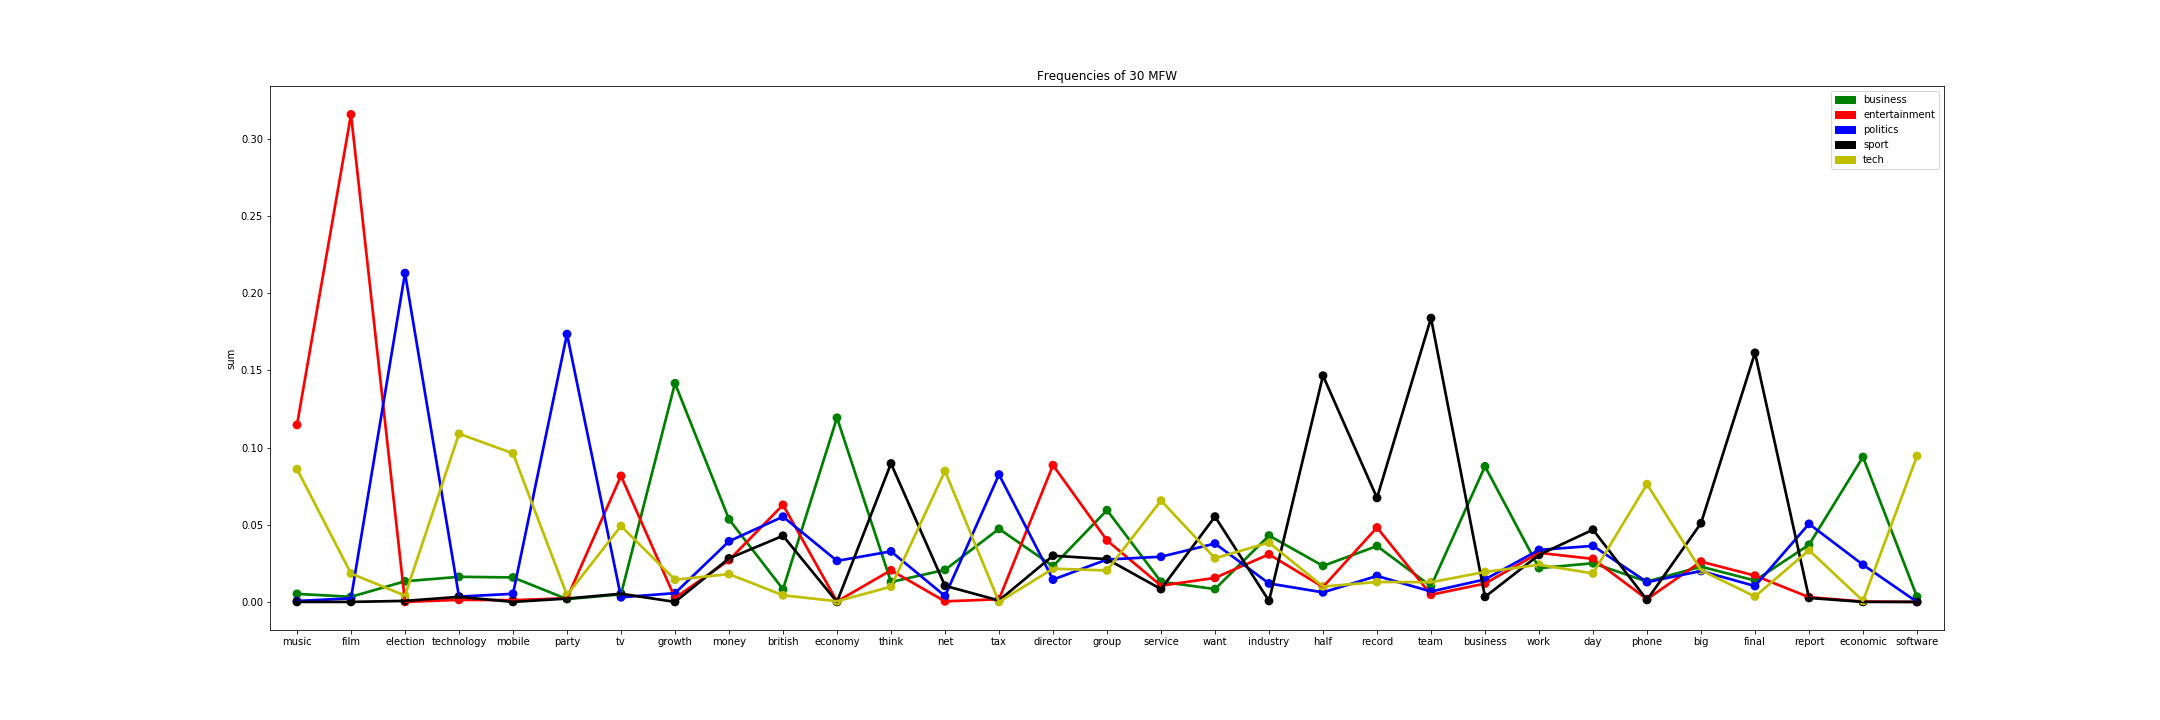 Frequencies of 30 MFW
business
entertainment
politics
sport
tech
0.30
0.25
0.20
0.15
0.10
0.05
0.00
sum
music film election technology mobile party tv growth money british economy think net tax director group service want industry half record team business work day phone big final report economic software